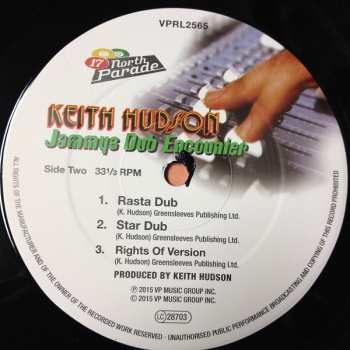 VPRL2565
17 North
Parade
KEITH HUDSON
Jammys Dub Encounter
Side Two 33⅓ RPM
1. Rasta Dub
(K. Hudson) Greensleeves Publishing Ltd.
2. Star Dub
(K. Hudson) Greensleeves Publishing Ltd.
3. Rights Of Version
(K. Hudson) Greensleeves Publishing Ltd.
PRODUCED BY KEITH HUDSON
℗ 2015 VP MUSIC GROUP INC.
© 2015 VP MUSIC GROUP INC.
LC 28703
ALL RIGHTS OF THE MANUFACTURER AND OF THE OWNER OF THE RECORDED WORK RESERVED - UNAUTHORISED PUBLIC PERFORMANCE BROADCASTING AND COPYING OF THIS RECORD PROHIBITED